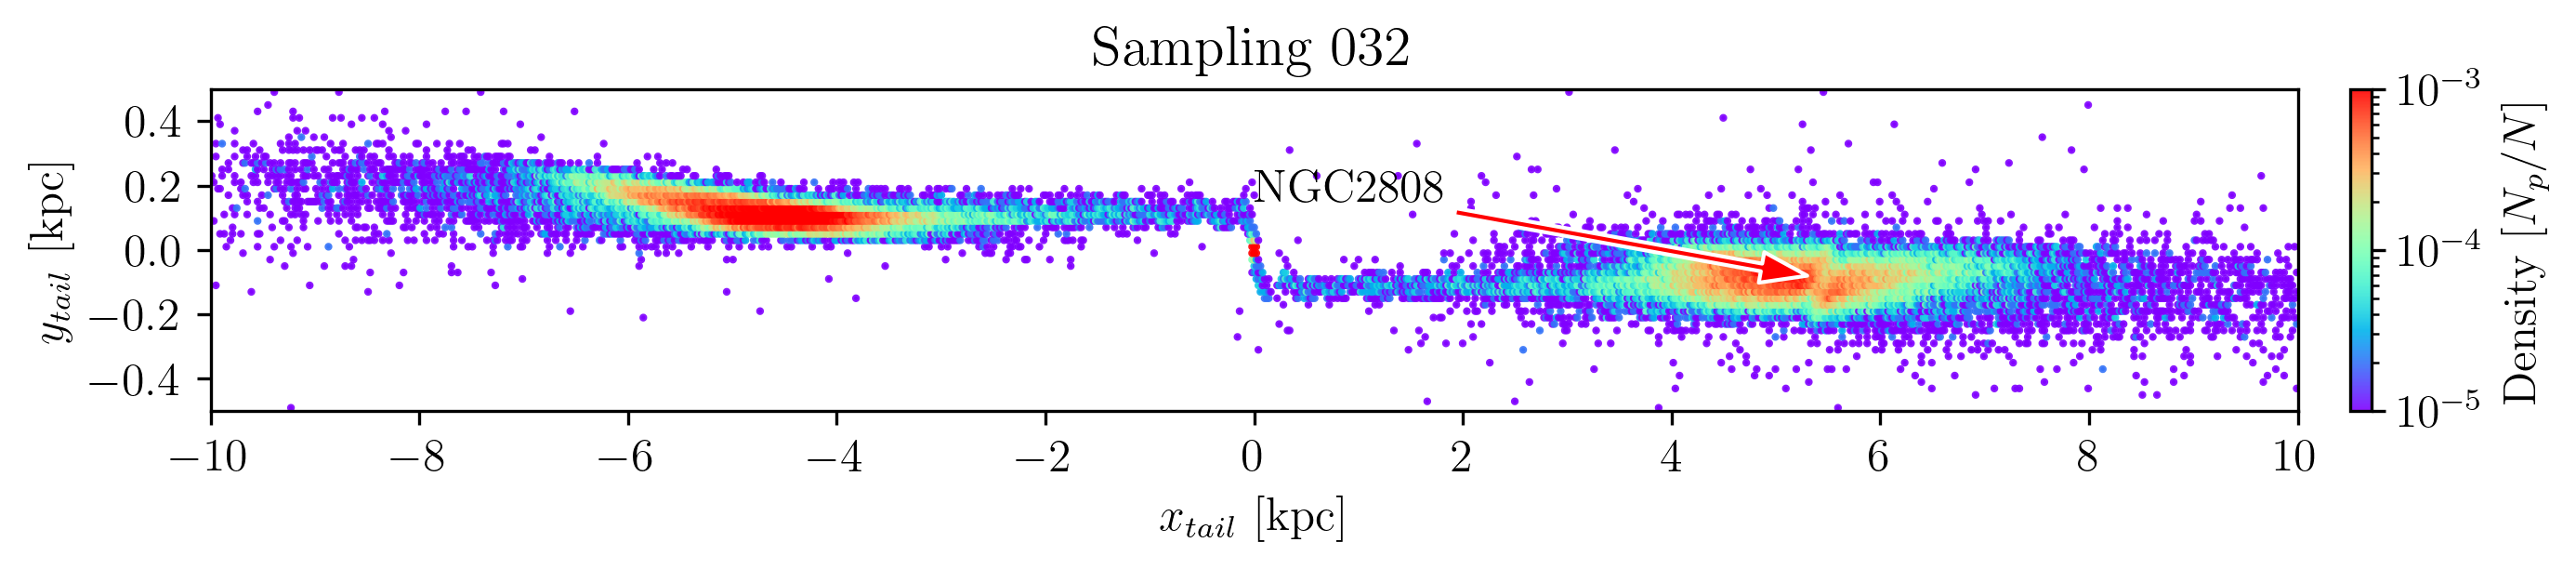 Sampling 032
0.4
0.2
0.0
−0.2
−0.4
y_tail [kpc]
NGC2808
−10 −8 −6 −4 −2 0 2 4 6 8 10
x_tail [kpc]
10^−3
10^−4
10^−5
Density [N_p/N]